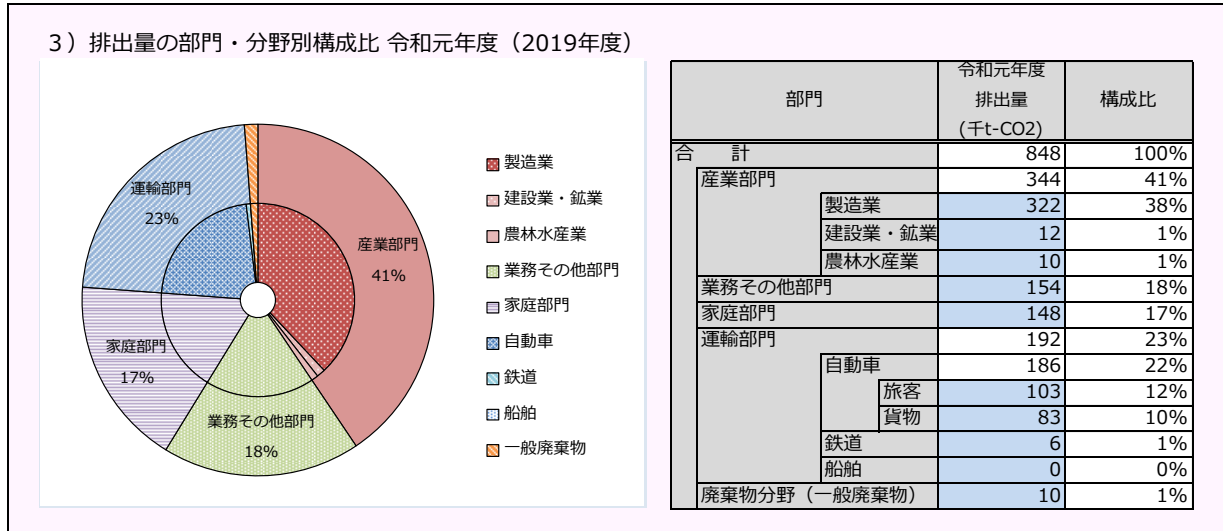 3）排出量の部門・分野別構成比 令和元年度（2019年度）
運輸部門
23%
産業部門
41%
家庭部門
17%
業務その他部門
18%
製造業
建設業・鉱業
農林水産業
業務その他部門
家庭部門
自動車
鉄道
船舶
一般廃棄物
部門 令和元年度 排出量 (千t-CO2) 構成比
合 計 848 100%
産業部門 344 41%
製造業 322 38%
建設業・鉱業 12 1%
農林水産業 10 1%
業務その他部門 154 18%
家庭部門 148 17%
運輸部門 192 23%
自動車 186 22%
旅客 103 12%
貨物 83 10%
鉄道 6 1%
船舶 0 0%
廃棄物分野（一般廃棄物） 10 1%